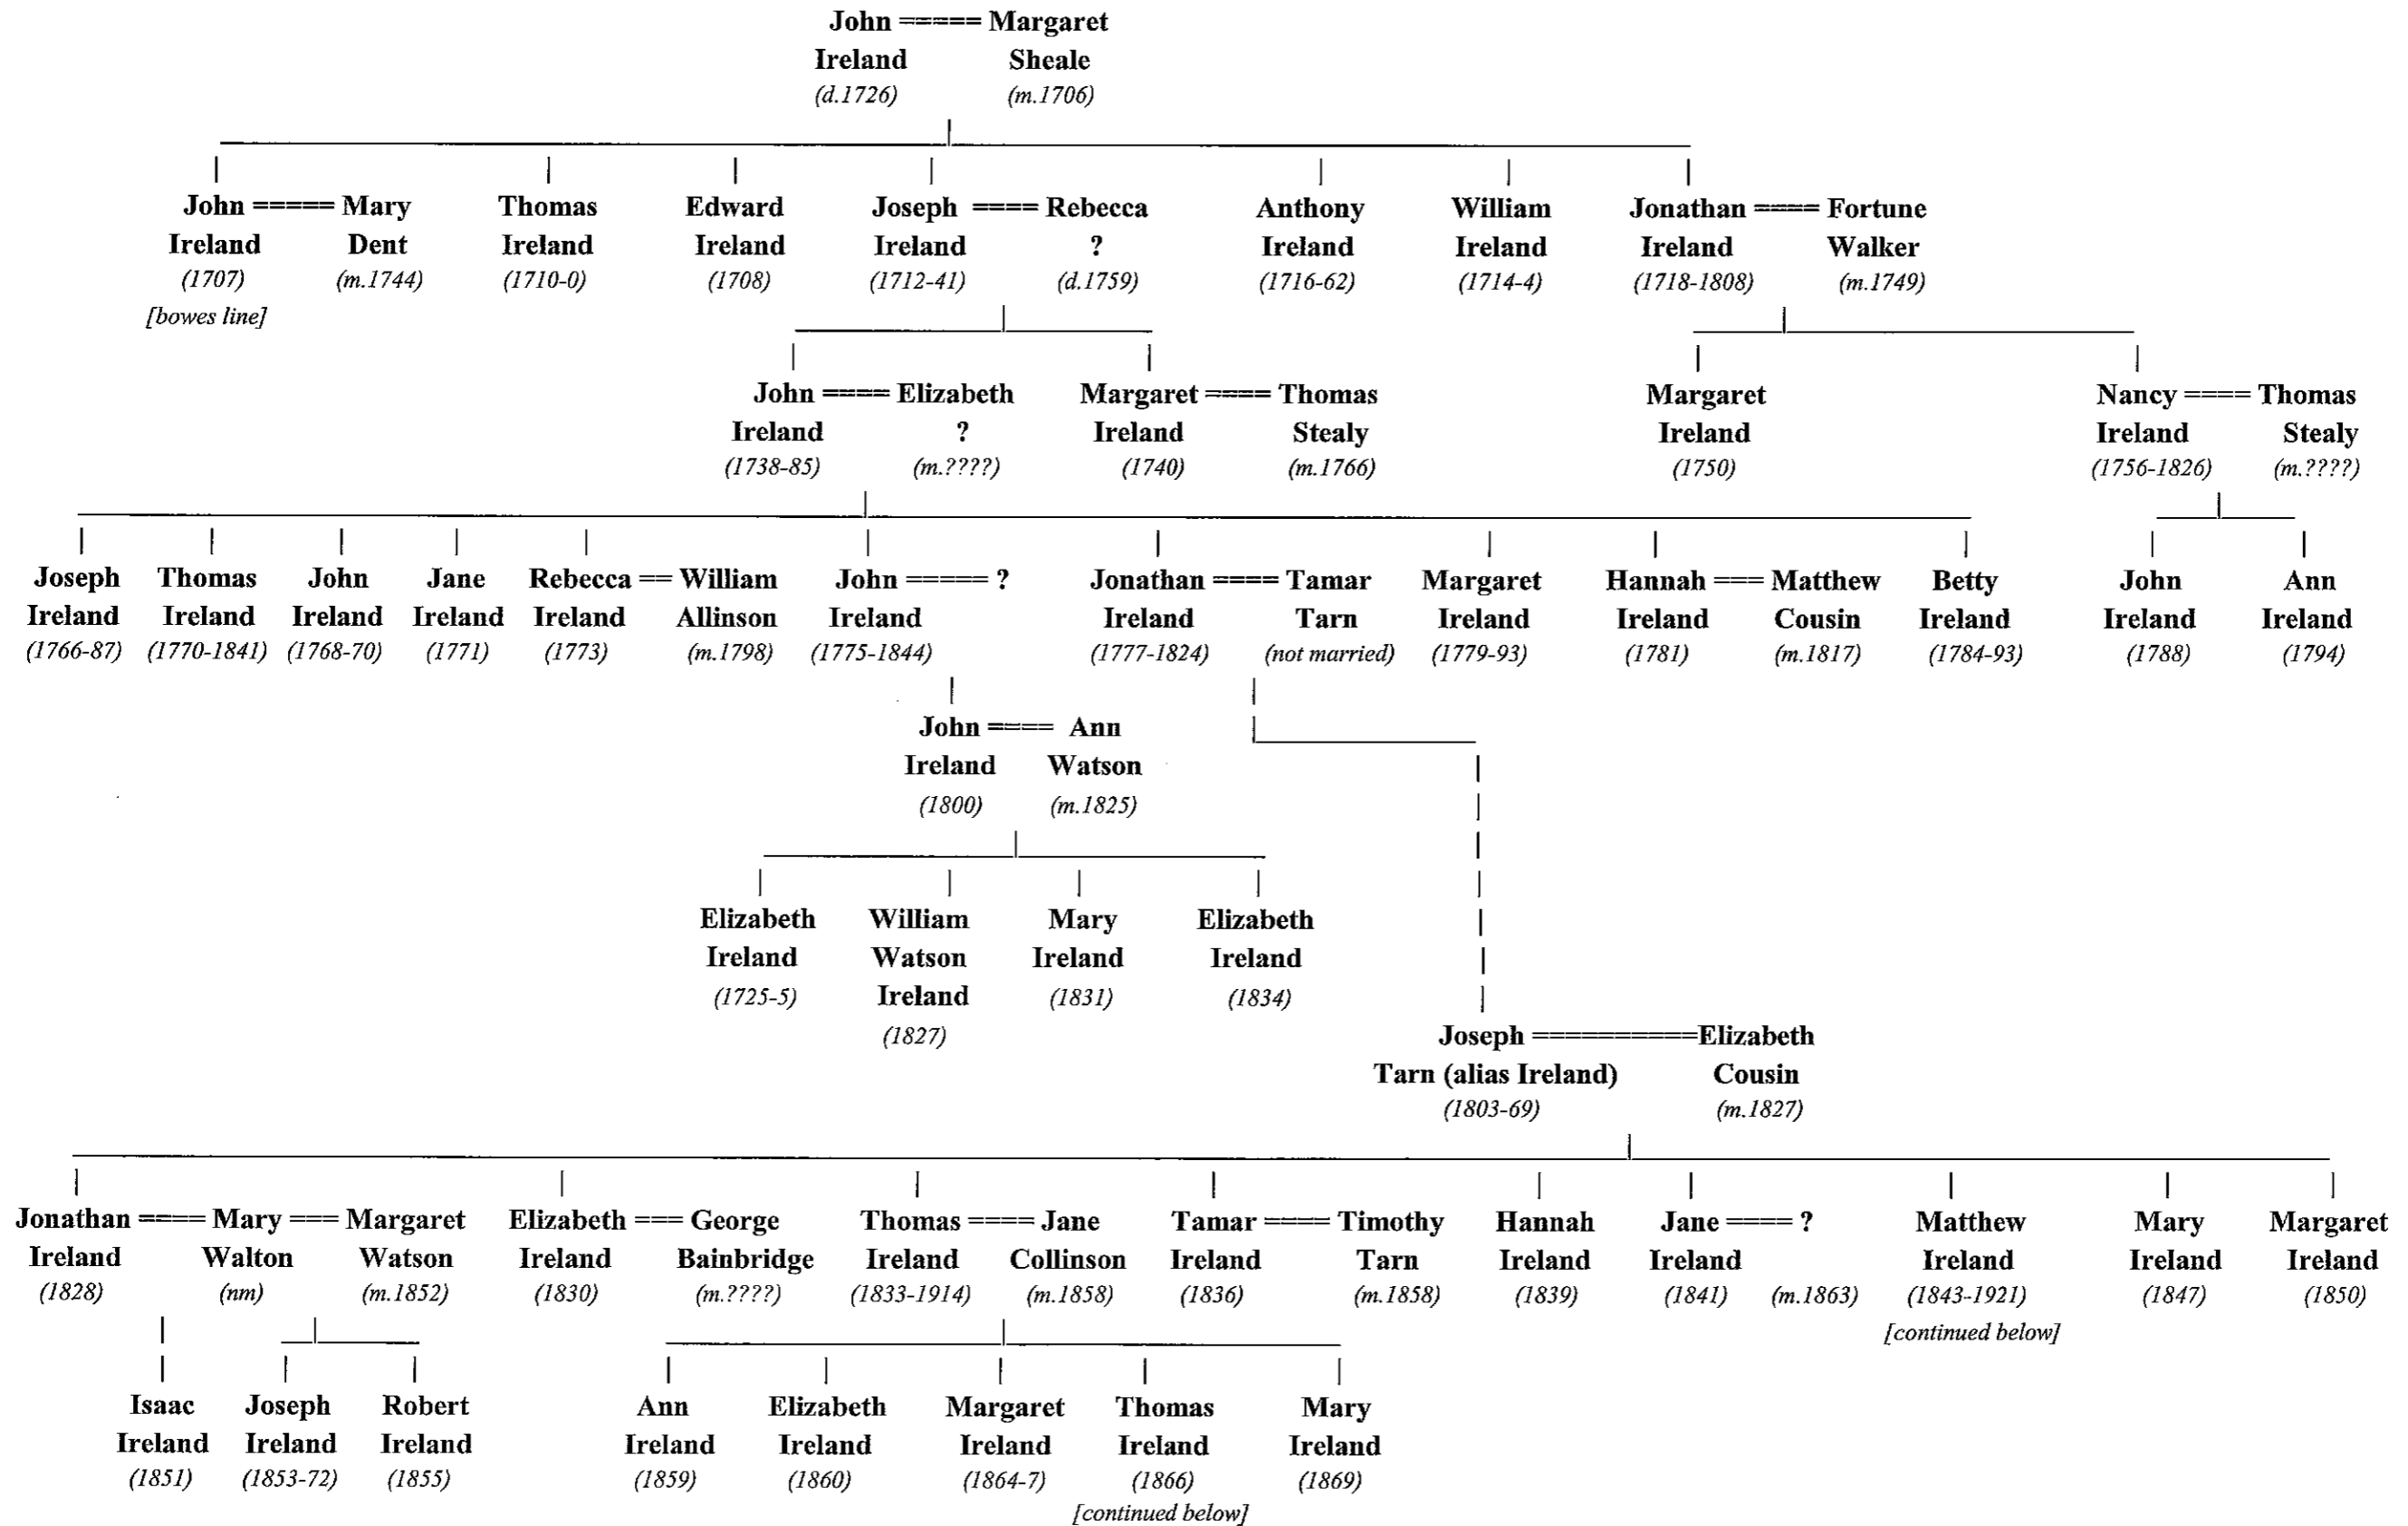 John ===== Margaret
Ireland Sheale
(d.1726) (m.1706)
John ===== Mary Thomas Edward Joseph ==== Rebecca Anthony William Jonathan ==== Fortune
Ireland Dent Ireland Ireland Ireland ? Ireland Ireland Ireland Walker
(1707) (m.1744) (1710-0) (1708) (1712-41) (d.1759) (1716-62) (1714-4) (1718-1808) (m.1749)
[bowes line]
John ==== Elizabeth Margaret ==== Thomas Margaret Nancy ==== Thomas
Ireland ? Ireland Stealy Ireland Ireland Stealy
(1738-85) (m.????) (1740) (m.1766) (1750) (1756-1826) (m.????)
Joseph Thomas John Jane Rebecca == William John ===== ? Jonathan ==== Tamar Margaret Hannah === Matthew Betty John Ann
Ireland Ireland Ireland Ireland Ireland Allinson Ireland Ireland Tarn Ireland Ireland Cousin Ireland Ireland Ireland
(1766-87) (1770-1841) (1768-70) (1771) (1773) (m.1798) (1775-1844) (1777-1824) (not married) (1779-93) (1781) (m.1817) (1784-93) (1788) (1794)
John ==== Ann
Ireland Watson
(1800) (m.1825)
Elizabeth William Mary Elizabeth
Ireland Watson Ireland Ireland
(1725-5) Ireland (1831) (1834)
(1827)
Joseph ==========Elizabeth
Tarn (alias Ireland) Cousin
(1803-69) (m.1827)
Jonathan ==== Mary === Margaret Elizabeth === George Thomas ==== Jane Tamar ==== Timothy Hannah Jane ==== ? Matthew Mary Margaret
Ireland Walton Watson Ireland Bainbridge Ireland Collinson Ireland Tarn Ireland Ireland Ireland Ireland Ireland
(1828) (nm) (m.1852) (1830) (m.????) (1833-1914) (m.1858) (1836) (m.1858) (1839) (1841) (m.1863) (1843-1921) (1847) (1850)
[continued below]
Isaac Joseph Robert Ann Elizabeth Margaret Thomas Mary
Ireland Ireland Ireland Ireland Ireland Ireland Ireland Ireland
(1851) (1853-72) (1855) (1859) (1860) (1864-7) (1866) (1869)
[continued below]